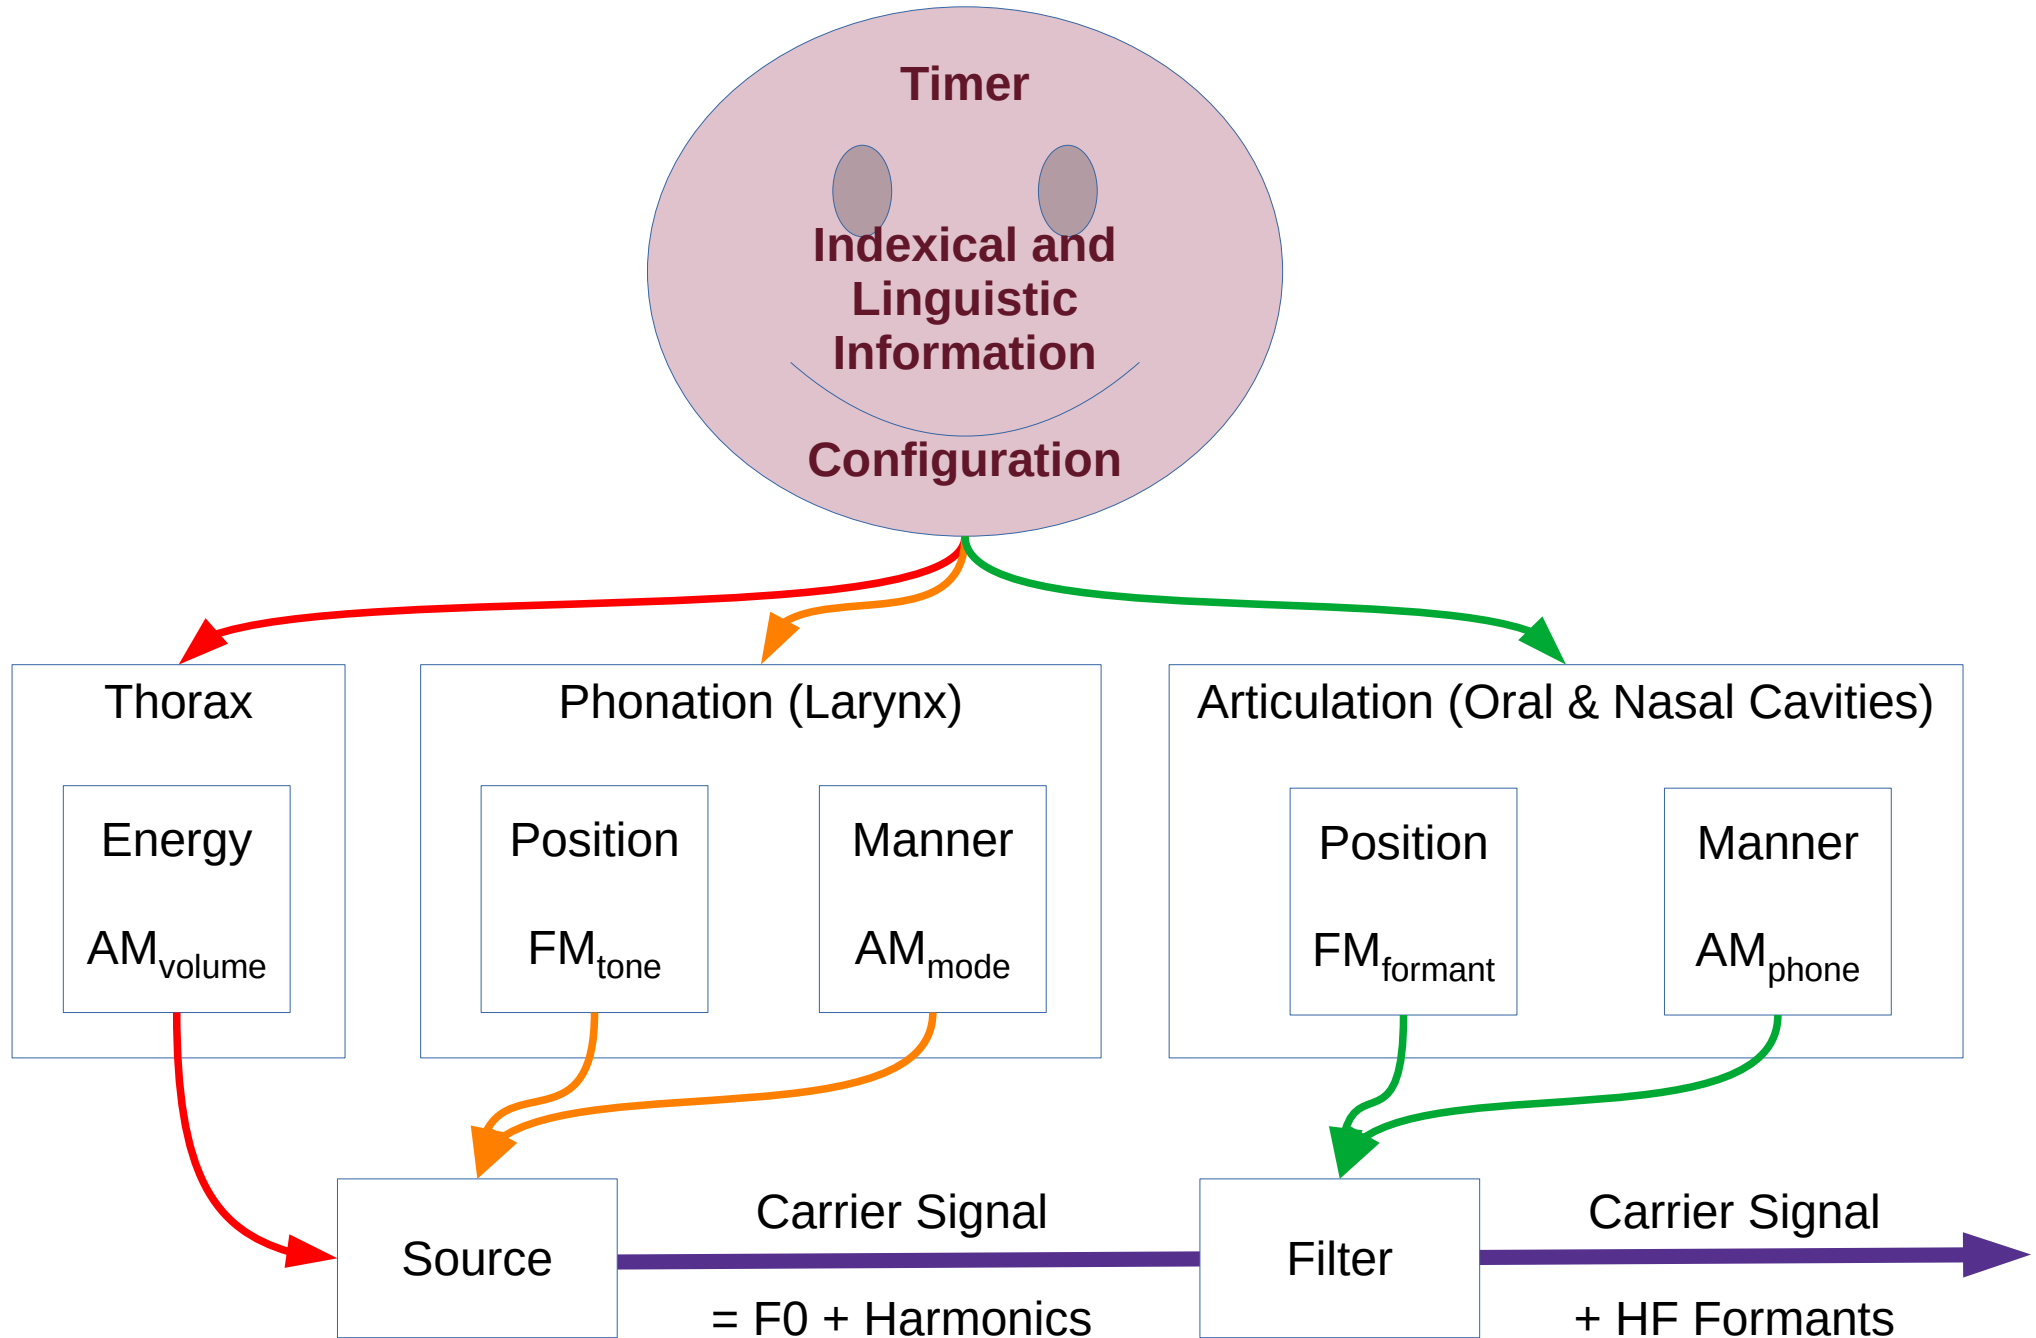 Timer
Indexical and
Linguistic
Information
Configuration
Thorax
Energy
AMvolume
Phonation (Larynx)
Position
FMtone
Manner
AMmode
Articulation (Oral & Nasal Cavities)
Position
FMformant
Manner
AMphone
Source
Carrier Signal
= F0 + Harmonics
Filter
Carrier Signal
+ HF Formants